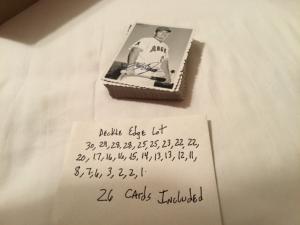 Deckle Edge Lot
30, 29, 28, 28, 25, 25, 23, 22, 22,
20, 17, 16, 16, 15, 14, 13, 13, 12, 11,
8, 7, 6, 3, 2, 2, 1.
26 Cards Included